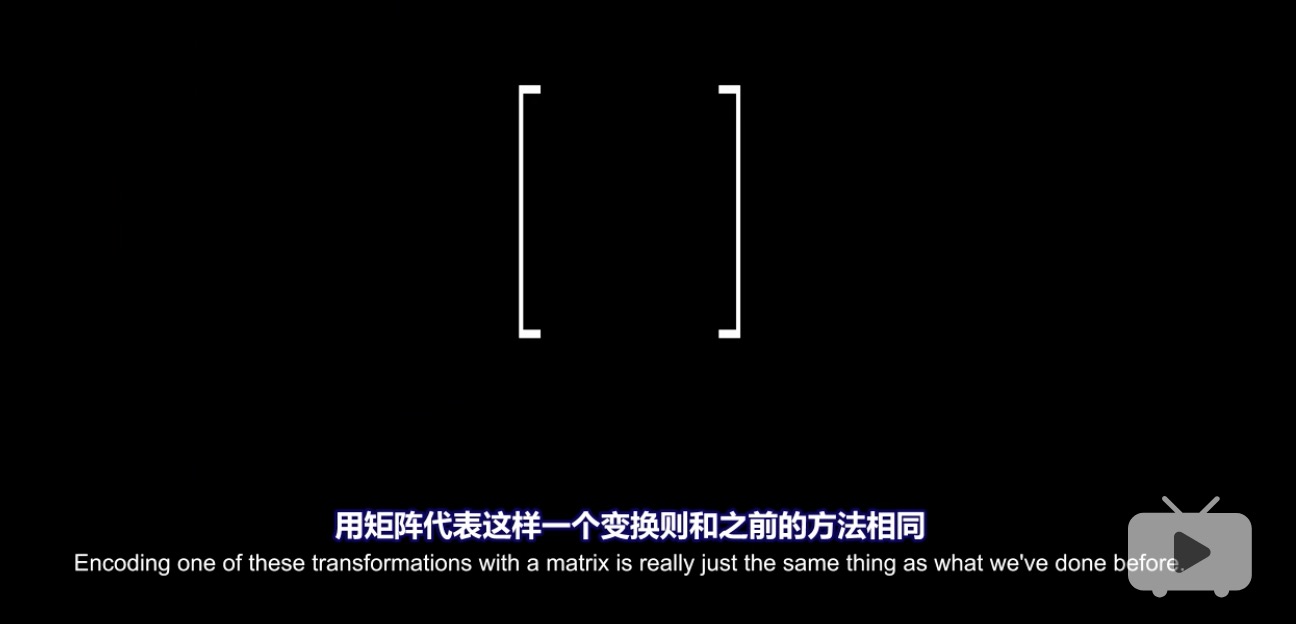 用矩阵代表这样一个变换则和之前的方法相同
Encoding one of these transformations with a matrix is really just the same thing as what we've done before.